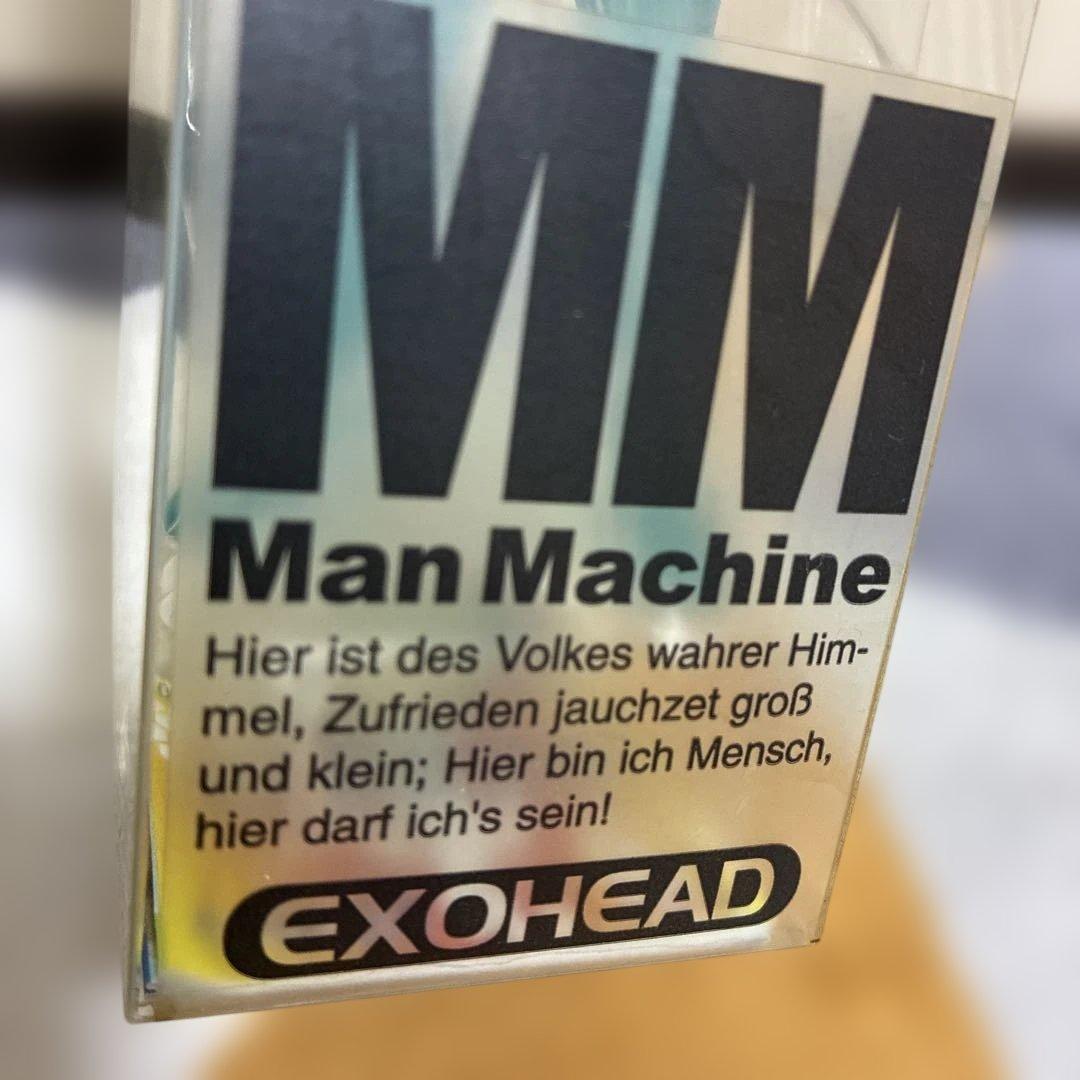 MM
Man Machine
Hier ist des Volkes wahrer Him-
mel, Zufrieden jauchzet groß
und klein; Hier bin ich Mensch,
hier darf ich's sein!
EXOHEAD